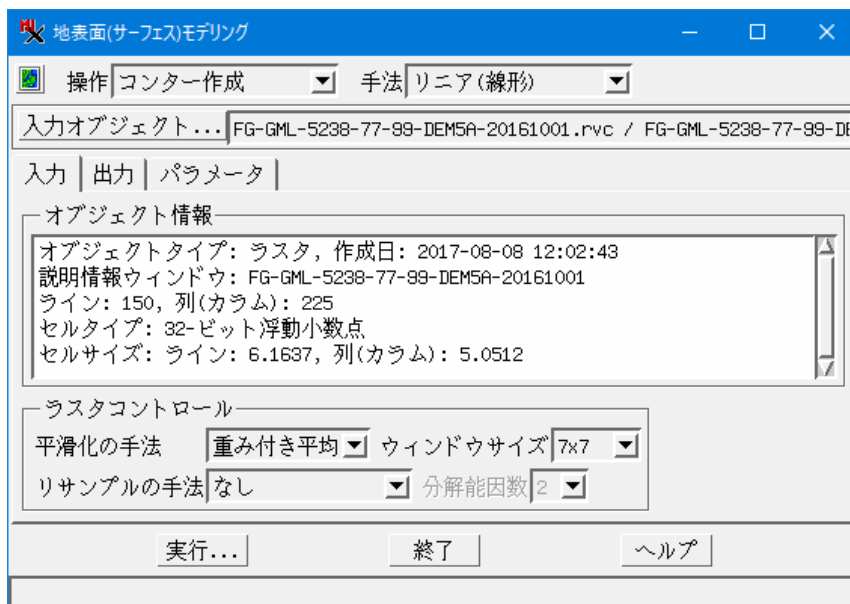 地表面(サーフェス)モデリング
操作 コンター作成 手法 リニア(線形)
入力オブジェクト... FG-GML-5238-77-99-DEM5A-20161001.rvc / FG-GML-5238-77-99-DE
入力 出力 パラメータ
オブジェクト情報
オブジェクトタイプ: ラスタ, 作成日: 2017-08-08 12:02:43
説明情報ウィンドウ: FG-GML-5238-77-99-DEM5A-20161001
ライン: 150, 列(カラム): 225
セルタイプ: 32-ビット浮動小数点
セルサイズ: ライン: 6.1637, 列(カラム): 5.0512
ラスタコントロール
平滑化の手法 重み付き平均 ウィンドウサイズ 7x7
リサンプルの手法 なし 分解能因数 2
実行... 終了 ヘルプ